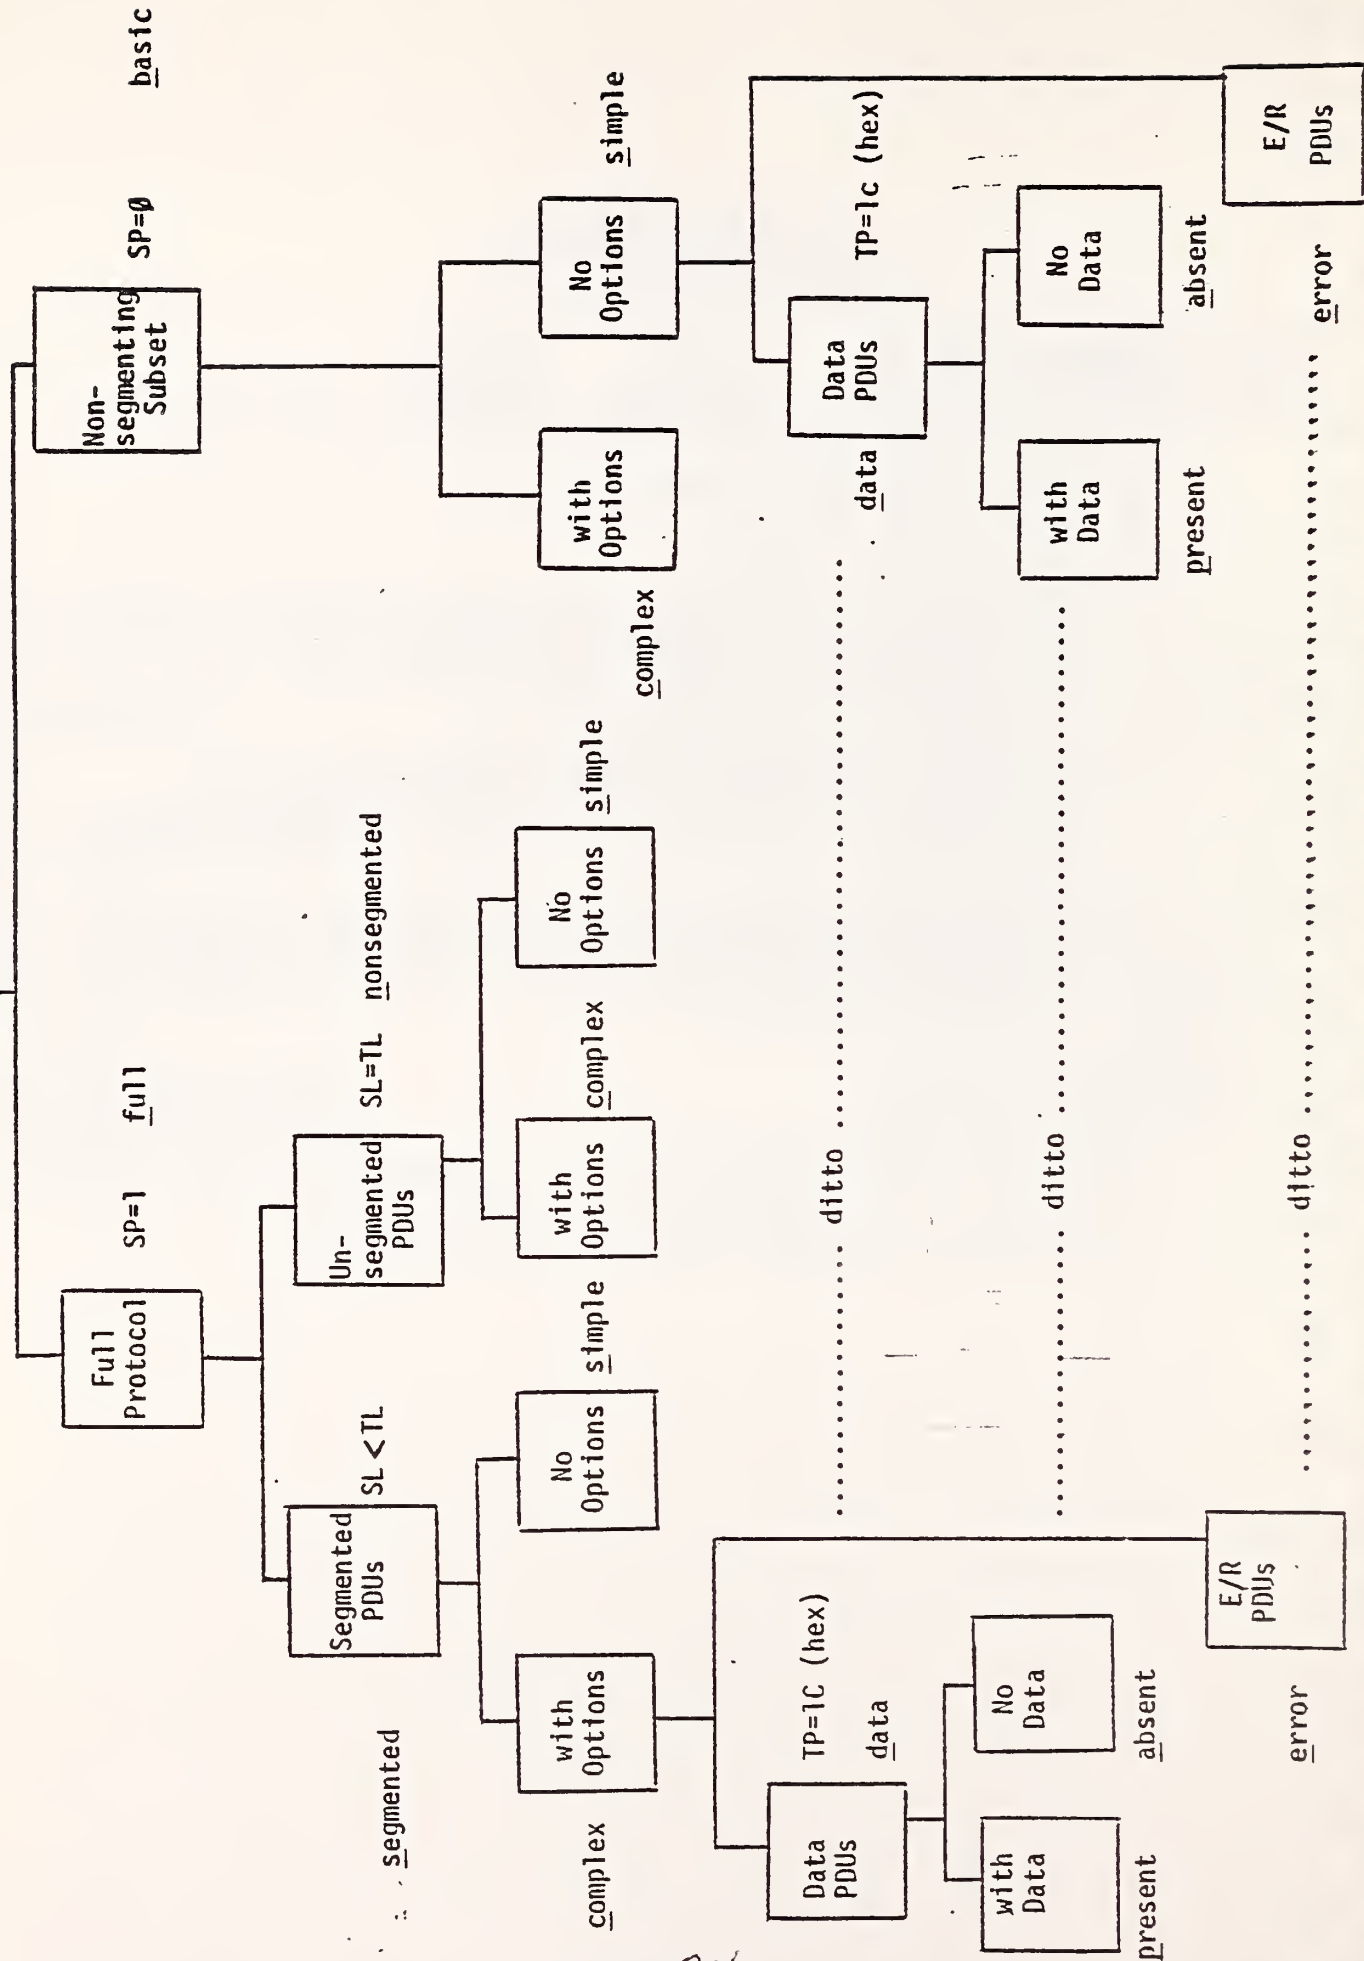 basic
SP=0
Non-
segmenting
Subset
SP=1 full
Full
Protocol
SL=TL nonsegmented
Un-
segmented
PDUs
SL<TL
Segmented
PDUs
segmented
with
Options
complex
No
Options
simple
with
Options
complex
No
Options
simple
with
Options
complex
No
Options
simple
TP=1C (hex)
data
Data
PDUs
ditto
TP=1C (hex)
Data
PDUs
data
with
Data
present
No
Data
absent
ditto
with
Data
present
No
Data
absent
E/R
PDUs
error
ditto
error
E/R
PDUs